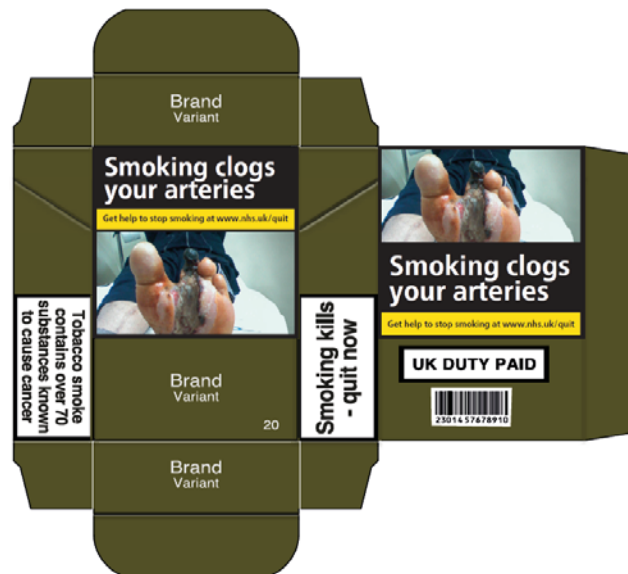 Brand
Variant
Smoking clogs
your arteries
Get help to stop smoking at www.nhs.uk/quit
Tobacco smoke
contains over 70
substances known
to cause cancer
Brand
Variant
20
Smoking kills
- quit now
Smoking clogs
your arteries
Get help to stop smoking at www.nhs.uk/quit
UK DUTY PAID
2301457678910
Brand
Variant